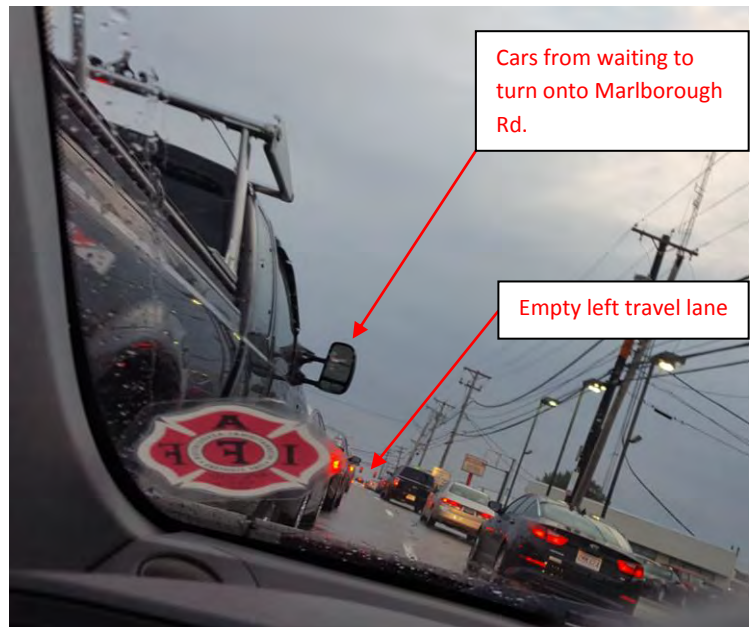 Cars from waiting to
turn onto Marlborough
Rd.
Empty left travel lane
A
F
F
I